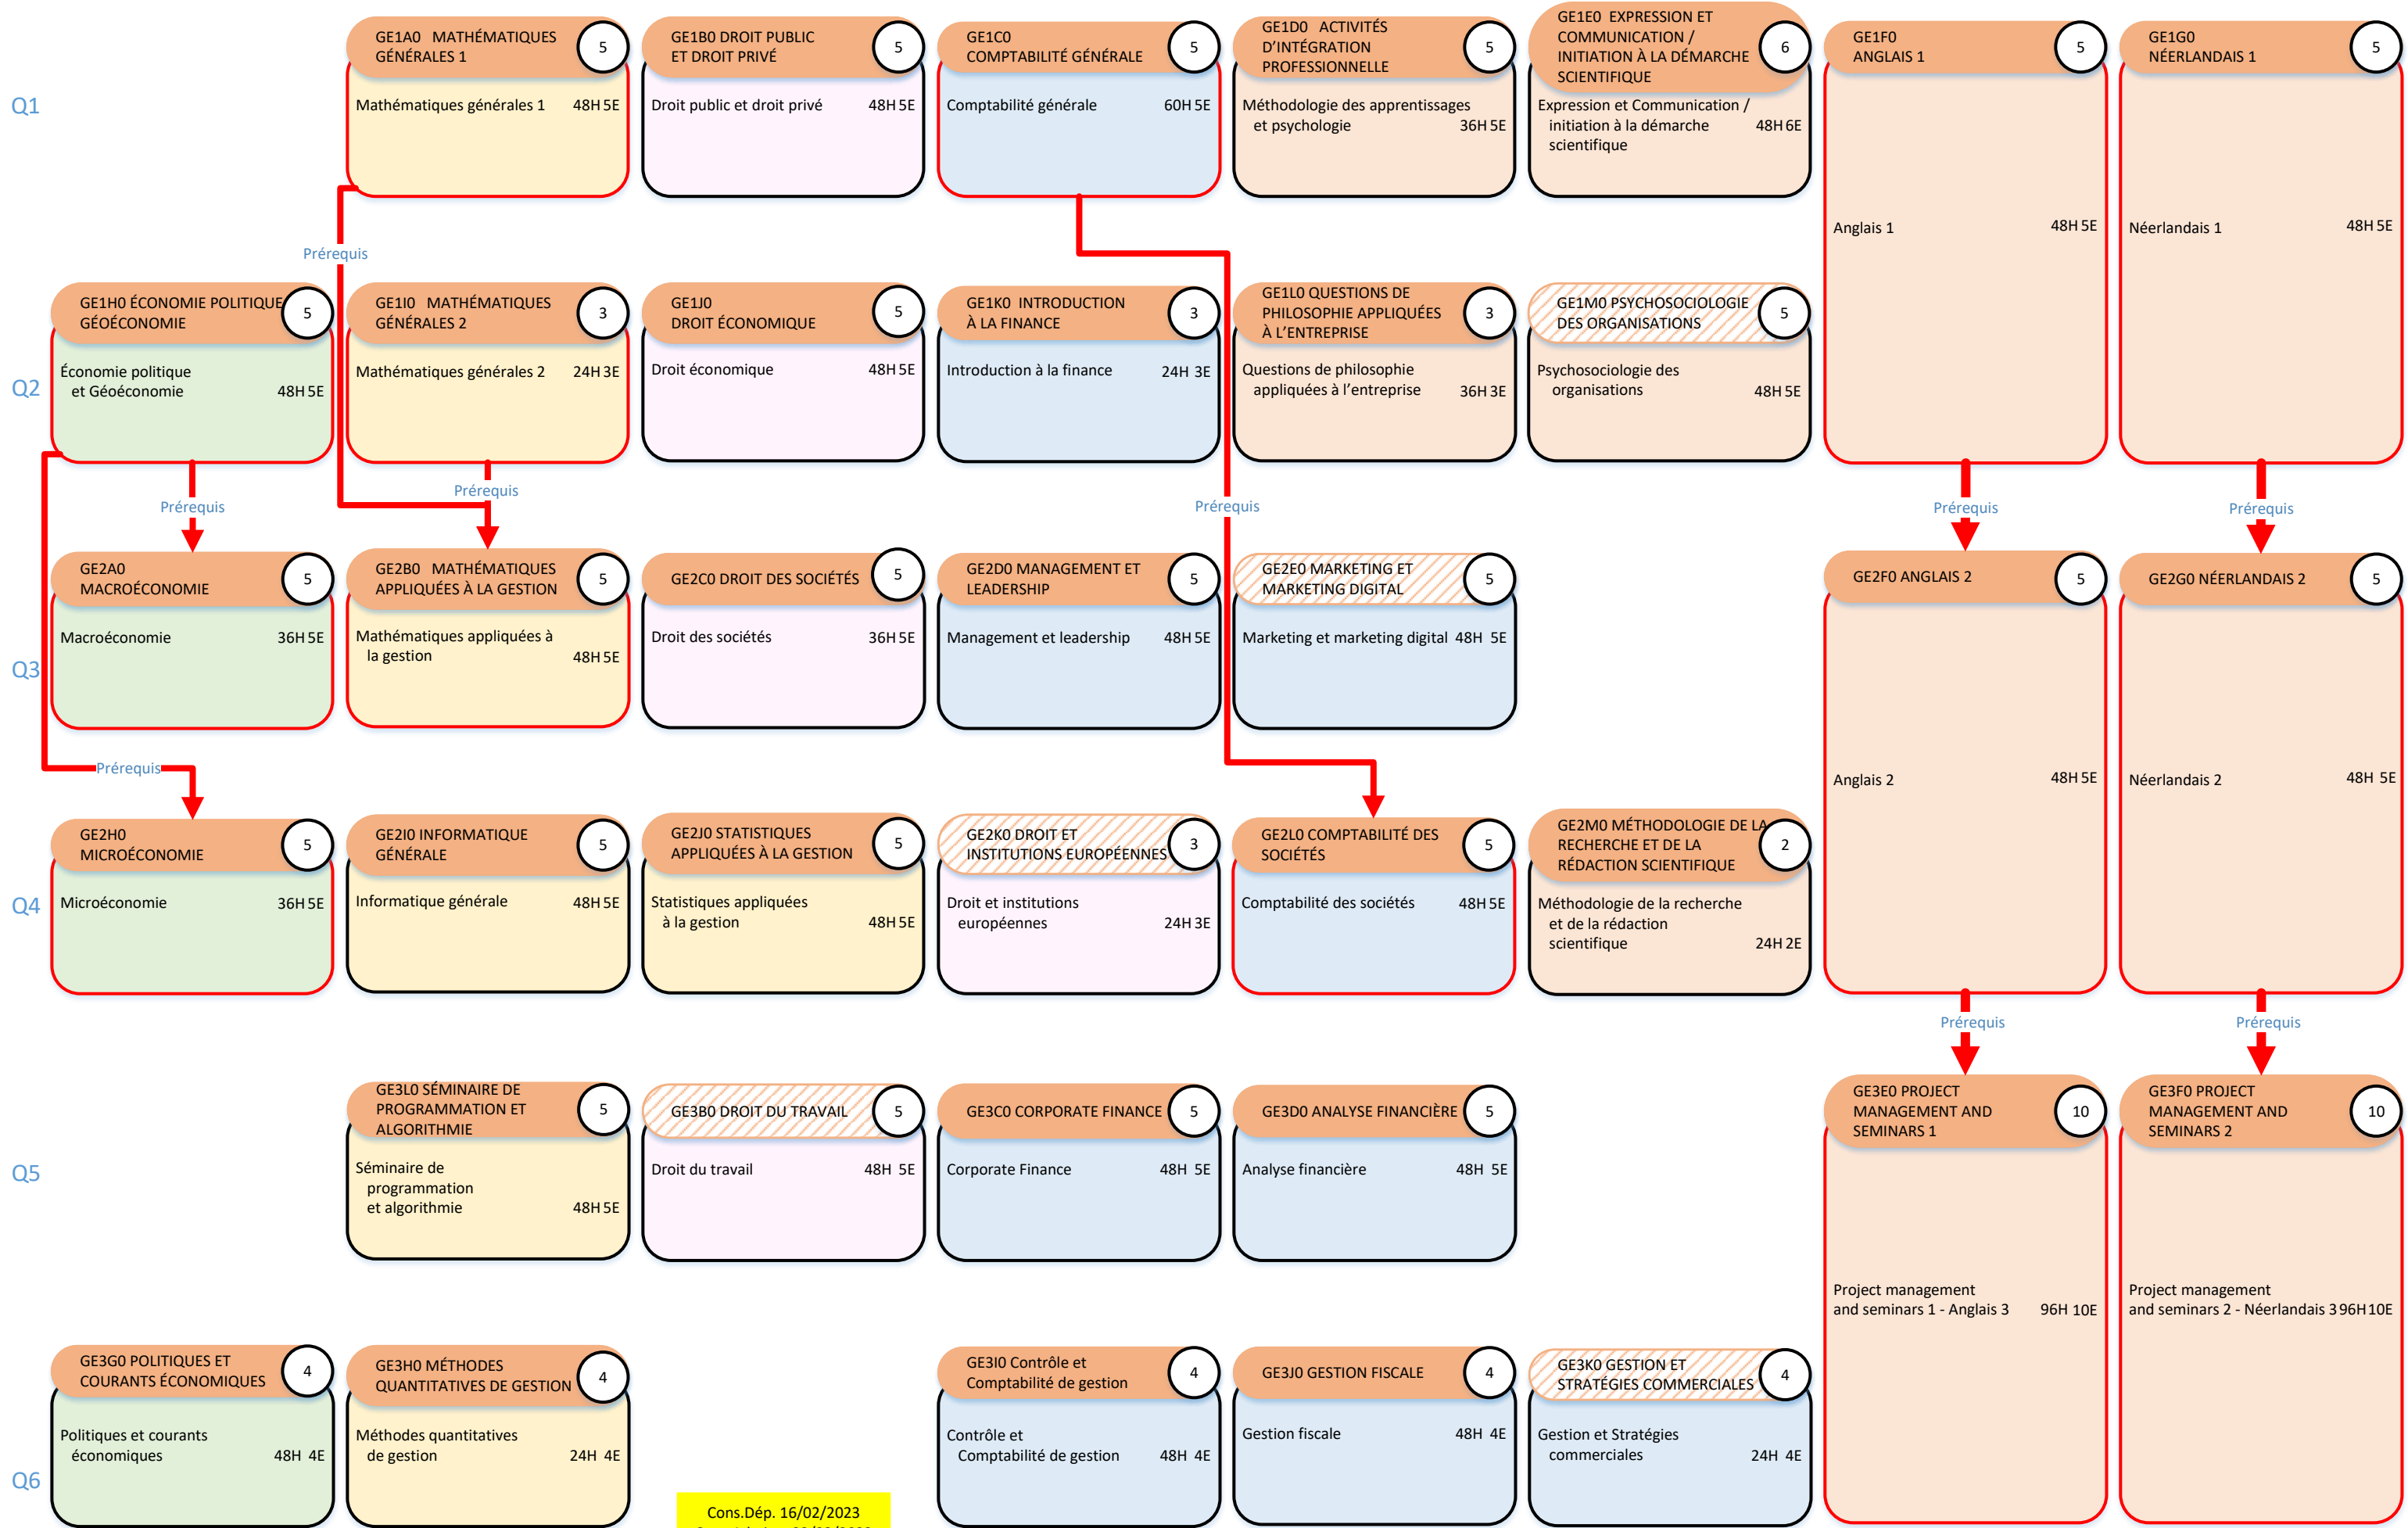 GE1A0 MATHÉMATIQUES
GÉNÉRALES 1
5
GE1B0 DROIT PUBLIC
ET DROIT PRIVÉ
5
GE1C0
COMPTABILITÉ GÉNÉRALE
5
GE1D0 ACTIVITÉS
D'INTÉGRATION
PROFESSIONNELLE
5
GE1E0 EXPRESSION ET
COMMUNICATION /
INITIATION À LA DÉMARCHE
SCIENTIFIQUE
6
GE1F0
ANGLAIS 1
5
GE1G0
NÉERLANDAIS 1
5
Q1
Mathématiques générales 1 48H 5E
Droit public et droit privé 48H 5E
Comptabilité générale 60H 5E
Méthodologie des apprentissages
et psychologie 36H 5E
Expression et Communication /
initiation à la démarche 48H 6E
scientifique
Anglais 1 48H 5E
Néerlandais 1 48H 5E
Prérequis
GE1H0 ÉCONOMIE POLITIQUE
GÉOÉCONOMIE
5
GE1I0 MATHÉMATIQUES
GÉNÉRALES 2
3
GE1J0
DROIT ÉCONOMIQUE
5
GE1K0 INTRODUCTION
À LA FINANCE
3
GE1L0 QUESTIONS DE
PHILOSOPHIE APPLIQUÉES
À L'ENTREPRISE
3
GE1M0 PSYCHOSOCIOLOGIE
DES ORGANISATIONS
5
Q2
Économie politique
et Géoéconomie 48H 5E
Mathématiques générales 2 24H 3E
Droit économique 48H 5E
Introduction à la finance 24H 3E
Questions de philosophie
appliquées à l'entreprise 36H 3E
Psychosociologie des
organisations 48H 5E
Prérequis
Prérequis
Prérequis
Prérequis
Prérequis
GE2A0
MACROÉCONOMIE
5
GE2B0 MATHÉMATIQUES
APPLIQUÉES À LA GESTION
5
GE2C0 DROIT DES SOCIÉTÉS
5
GE2D0 MANAGEMENT ET
LEADERSHIP
5
GE2E0 MARKETING ET
MARKETING DIGITAL
5
GE2F0 ANGLAIS 2
5
GE2G0 NÉERLANDAIS 2
5
Q3
Macroéconomie 36H 5E
Mathématiques appliquées à
la gestion 48H 5E
Droit des sociétés 36H 5E
Management et leadership 48H 5E
Marketing et marketing digital 48H 5E
Anglais 2 48H 5E
Néerlandais 2 48H 5E
Prérequis
GE2H0
MICROÉCONOMIE
5
GE2I0 INFORMATIQUE
GÉNÉRALE
5
GE2J0 STATISTIQUES
APPLIQUÉES À LA GESTION
5
GE2K0 DROIT ET
INSTITUTIONS EUROPÉENNES
3
GE2L0 COMPTABILITÉ DES
SOCIÉTÉS
5
GE2M0 MÉTHODOLOGIE DE LA
RECHERCHE ET DE LA
RÉDACTION SCIENTIFIQUE
2
Q4
Microéconomie 36H 5E
Informatique générale 48H 5E
Statistiques appliquées
à la gestion 48H 5E
Droit et institutions
européennes 24H 3E
Comptabilité des sociétés 48H 5E
Méthodologie de la recherche
et de la rédaction
scientifique 24H 2E
Prérequis
Prérequis
GE3L0 SÉMINAIRE DE
PROGRAMMATION ET
ALGORITHMIE
5
GE3B0 DROIT DU TRAVAIL
5
GE3C0 CORPORATE FINANCE
5
GE3D0 ANALYSE FINANCIÈRE
5
GE3E0 PROJECT
MANAGEMENT AND
SEMINARS 1
10
GE3F0 PROJECT
MANAGEMENT AND
SEMINARS 2
10
Q5
Séminaire de
programmation
et algorithmie 48H 5E
Droit du travail 48H 5E
Corporate Finance 48H 5E
Analyse financière 48H 5E
Project management
and seminars 1 - Anglais 3 96H 10E
Project management
and seminars 2 - Néerlandais 3 96H 10E
GE3G0 POLITIQUES ET
COURANTS ÉCONOMIQUES
4
GE3H0 MÉTHODES
QUANTITATIVES DE GESTION
4
GE3I0 Contrôle et
Comptabilité de gestion
4
GE3J0 GESTION FISCALE
4
GE3K0 GESTION ET
STRATÉGIES COMMERCIALES
4
Q6
Politiques et courants
économiques 48H 4E
Méthodes quantitatives
de gestion 24H 4E
Contrôle et
Comptabilité de gestion 48H 4E
Gestion fiscale 48H 4E
Gestion et Stratégies
commerciales 24H 4E
Cons.Dép. 16/02/2023